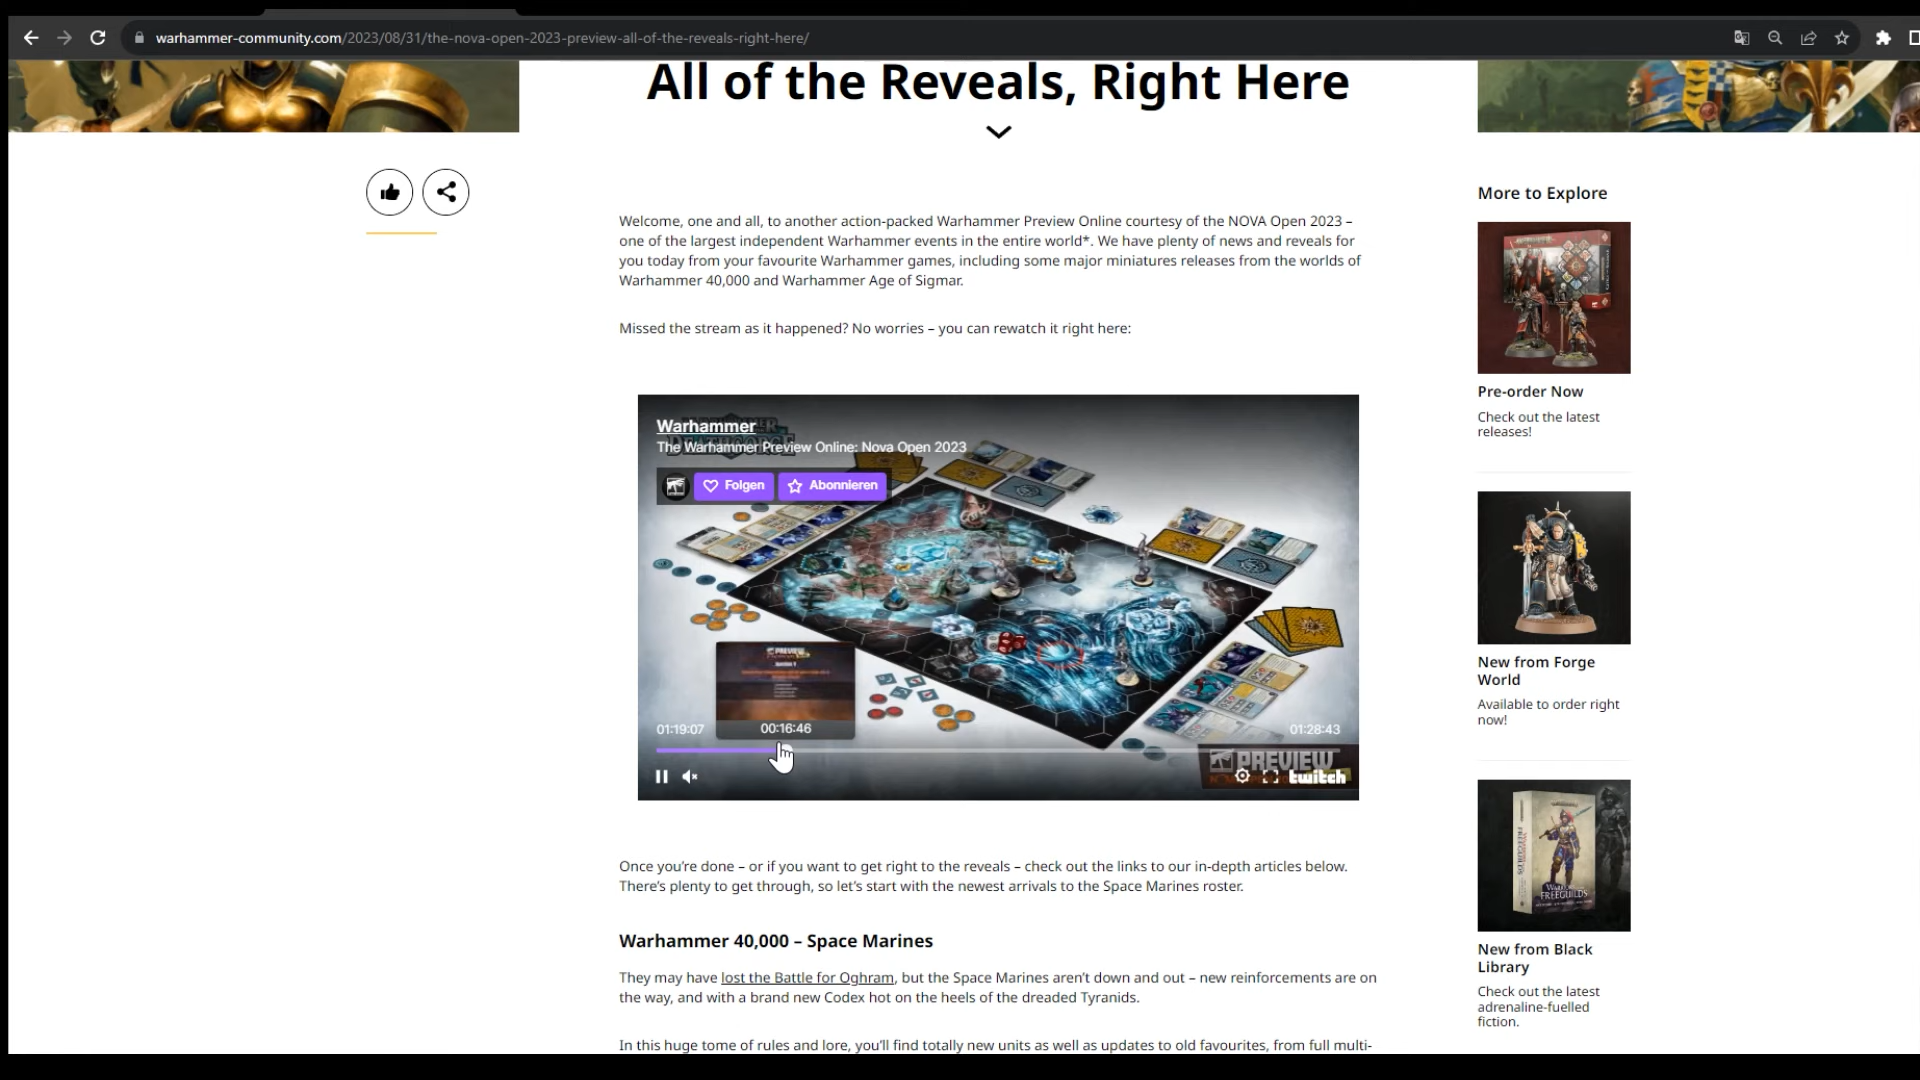 warhammer-community.com/2023/08/31/the-nova-open-2023-preview-all-of-the-reveals-right-here/
All of the Reveals, Right Here
Welcome, one and all, to another action-packed Warhammer Preview Online courtesy of the NOVA Open 2023 –
one of the largest independent Warhammer events in the entire world*. We have plenty of news and reveals for
you today from your favourite Warhammer games, including some major miniatures releases from the worlds of
Warhammer 40,000 and Warhammer Age of Sigmar.
Missed the stream as it happened? No worries – you can rewatch it right here:
Warhammer
The Warhammer Preview Online: Nova Open 2023
Folgen
Abonnieren
PREVIEW
00:16:46
01:19:07
01:28:43
PREVIEW
twitch
Once you’re done – or if you want to get right to the reveals – check out the links to our in-depth articles below.
There’s plenty to get through, so let’s start with the newest arrivals to the Space Marines roster.
Warhammer 40,000 – Space Marines
They may have lost the Battle for Oghram, but the Space Marines aren’t down and out – new reinforcements are on
the way, and with a brand new Codex hot on the heels of the dreaded Tyranids.
In this huge tome of rules and lore, you’ll find totally new units as well as updates to old favourites, from full multi-
More to Explore
Pre-order Now
Check out the latest
releases!
New from Forge
World
Available to order right
now!
FREEGUILDS
New from Black
Library
Check out the latest
adrenaline-fuelled
fiction.